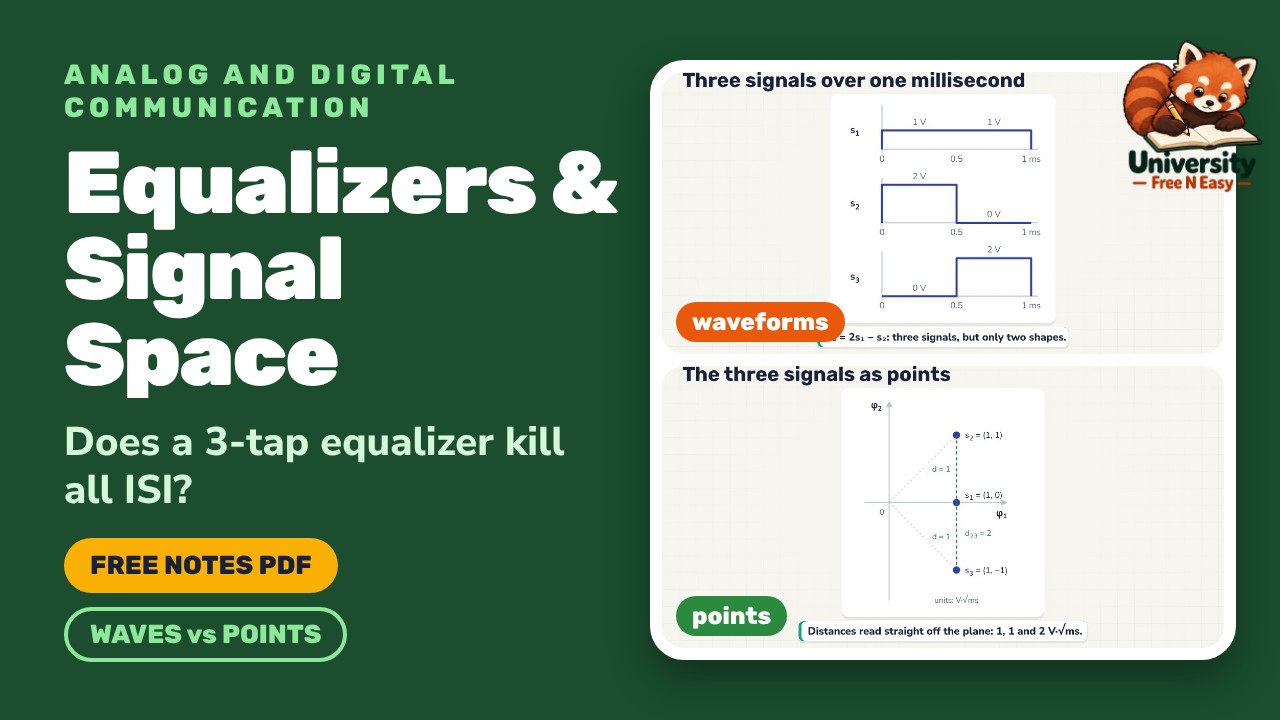 ANALOG AND DIGITAL
COMMUNICATION
Equalizers &
Signal
Space
Does a 3-tap equalizer kill
all ISI?
FREE NOTES PDF
WAVES vs POINTS
Three signals over one millisecond
s₁
1 V
1 V
0
0.5
1 ms
s₂
2 V
0 V
0
0.5
1 ms
s₃
0 V
2 V
0
0.5
1 ms
waveforms
= 2s₁ − s₂: three signals, but only two shapes.
The three signals as points
φ₂
s₂ = (1, 1)
d = 1
s₁ = (1, 0)
0
φ₁
d = 1
d₂₃ = 2
s₃ = (1, −1)
units: V·√ms
points
Distances read straight off the plane: 1, 1 and 2 V·√ms.
University
Free N Easy